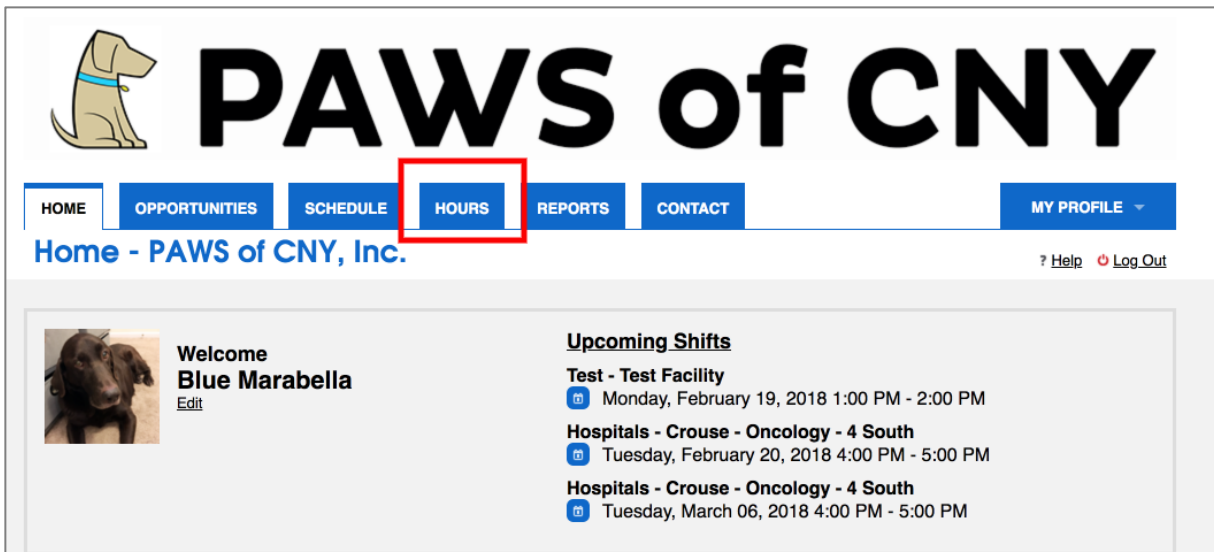 PAWS of CNY
HOME OPPORTUNITIES SCHEDULE HOURS REPORTS CONTACT MY PROFILE
Home - PAWS of CNY, Inc.
? Help Log Out
Welcome
Blue Marabella
Edit
Upcoming Shifts
Test - Test Facility
Monday, February 19, 2018 1:00 PM - 2:00 PM
Hospitals - Crouse - Oncology - 4 South
Tuesday, February 20, 2018 4:00 PM - 5:00 PM
Hospitals - Crouse - Oncology - 4 South
Tuesday, March 06, 2018 4:00 PM - 5:00 PM